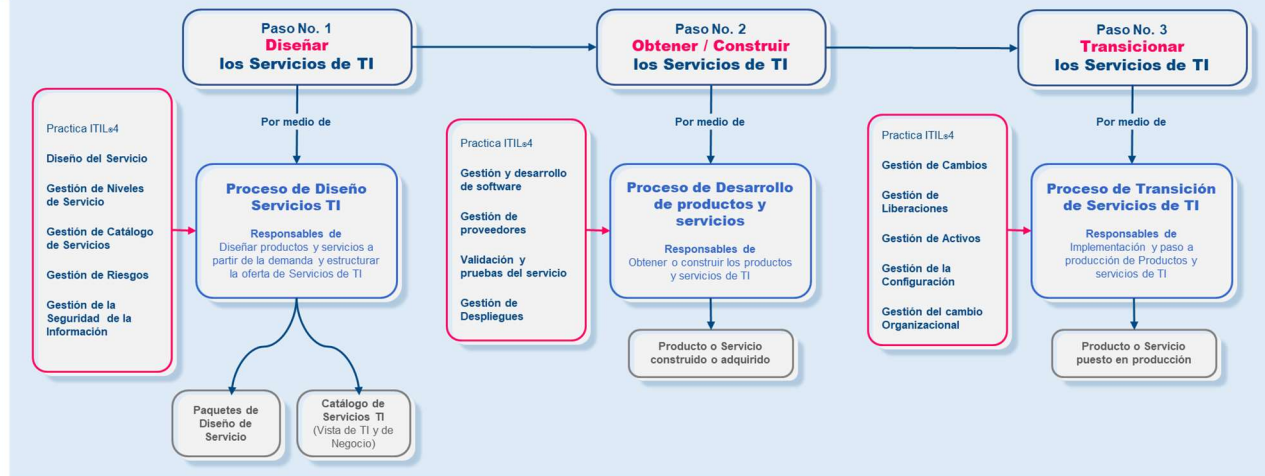 Paso No. 1
Diseñar
los Servicios de TI
Paso No. 2
Obtener / Construir
los Servicios de TI
Paso No. 3
Transicionar
los Servicios de TI
Practica ITIL®4
Diseño del Servicio
Gestión de Niveles
de Servicio
Gestión de Catálogo
de Servicios
Gestión de Riesgos
Gestión de la
Seguridad de la
Información
Por medio de
Proceso de Diseño
Servicios TI
Responsables de
Diseñar productos y servicios a
partir de la demanda y estructurar
la oferta de Servicios de TI
Paquetes de
Diseño de
Servicio
Catálogo de
Servicios TI
(Vista de TI y de
Negocio)
Practica ITIL®4
Gestión y desarrollo
de software
Gestión de
proveedores
Validación y
pruebas del servicio
Gestión de
Despliegues
Por medio de
Proceso de Desarrollo
de productos y
servicios
Responsables de
Obtener o construir los productos
y servicios de TI
Producto o Servicio
construido o adquirido
Practica ITIL®4
Gestión de Cambios
Gestión de
Liberaciones
Gestión de Activos
Gestión de la
Configuración
Gestión del cambio
Organizacional
Por medio de
Proceso de Transición
de Servicios de TI
Responsables de
Implementación y paso a
producción de Productos y
servicios de TI
Producto o Servicio
puesto en producción